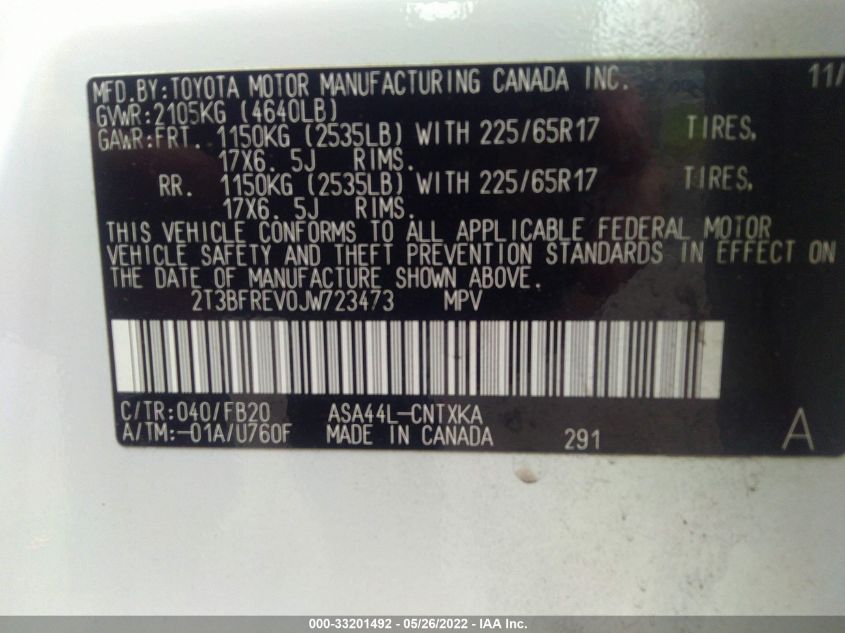 MFD.BY:TOYOTA MOTOR MANUFACTURING CANADA INC. 11/
GVWR:2105KG (4640LB)
GAWR:FRT. 1150KG (2535LB) WITH 225/65R17 TIRES,
17X6. 5J RIMS.
RR. 1150KG (2535LB) WITH 225/65R17 TIRES,
17X6. 5J RIMS.
THIS VEHICLE CONFORMS TO ALL APPLICABLE FEDERAL MOTOR
VEHICLE SAFETY AND THEFT PREVENTION STANDARDS IN EFFECT ON
THE DATE OF MANUFACTURE SHOWN ABOVE.
2T3BFREV0JW723473 MPV
C/TR:040/FB20 ASA44L-CNTXKA
A/TM:-01A/U760F MADE IN CANADA 291 A
000-33201492 - 05/26/2022 - IAA Inc.